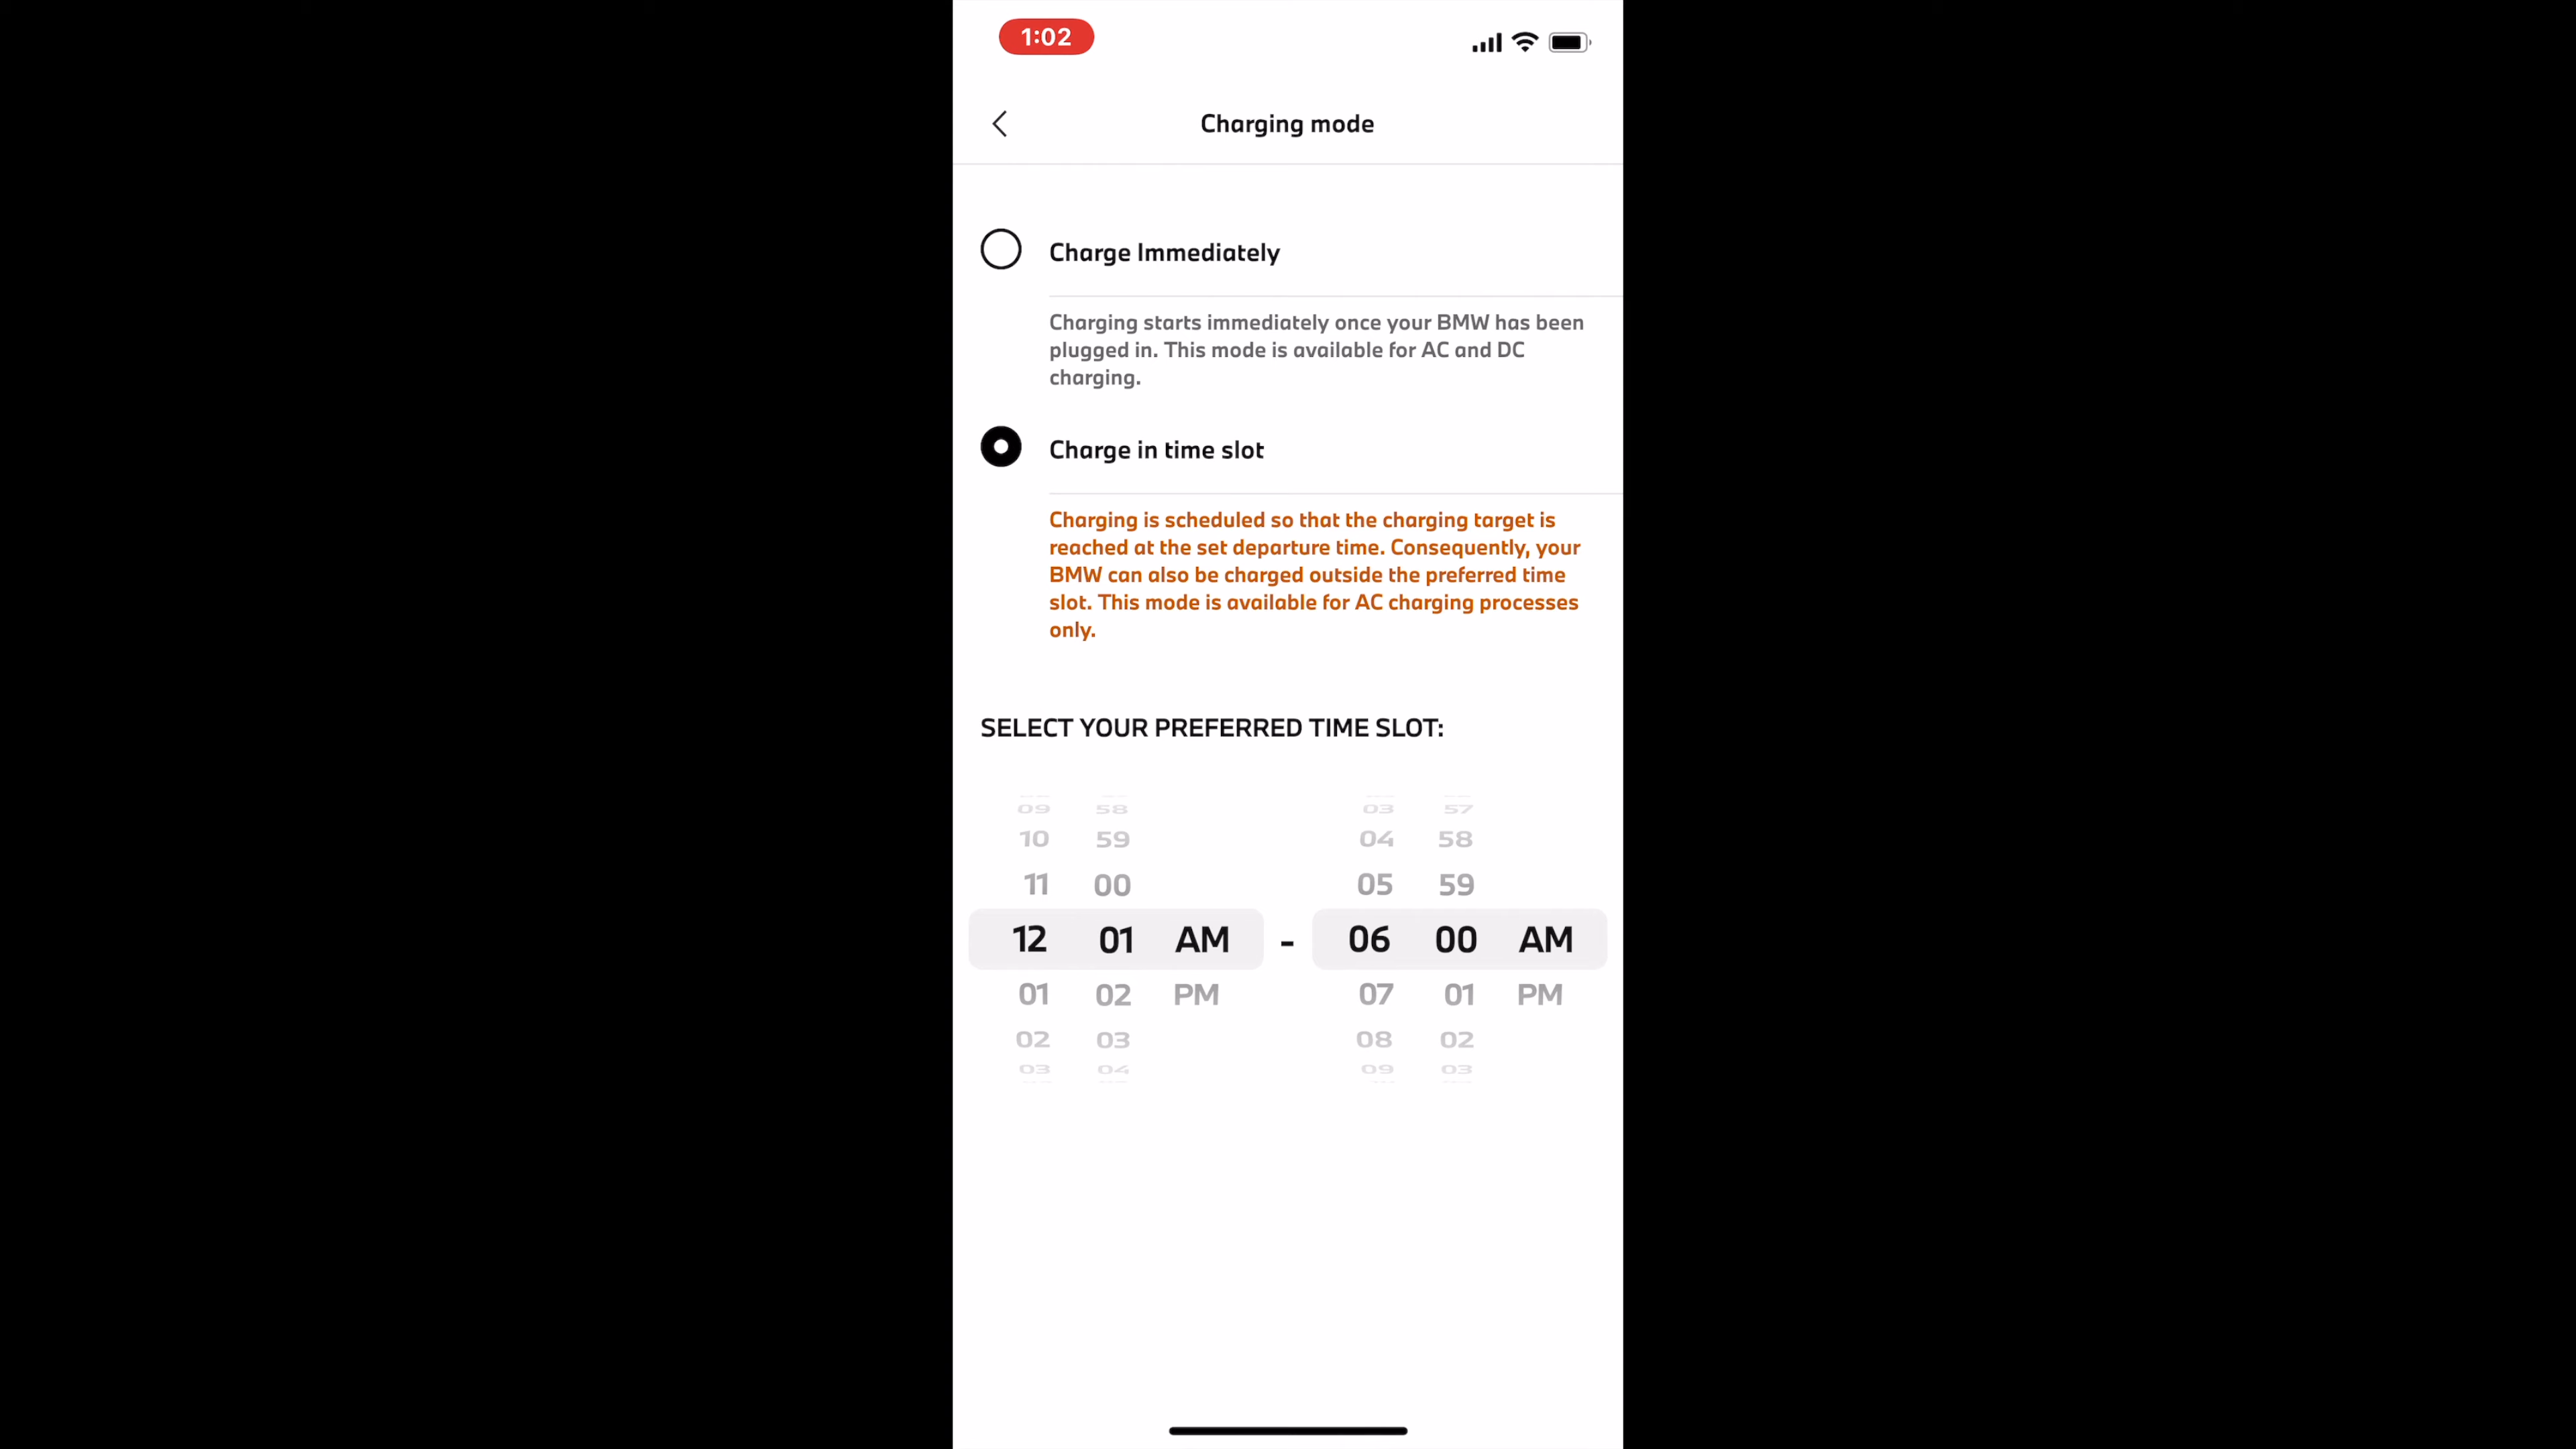 1:02
Charging mode
Charge Immediately
Charging starts immediately once your BMW has been
plugged in. This mode is available for AC and DC
charging.
Charge in time slot
Charging is scheduled so that the charging target is
reached at the set departure time. Consequently, your
BMW can also be charged outside the preferred time
slot. This mode is available for AC charging processes
only.
SELECT YOUR PREFERRED TIME SLOT:
09 58 03 57
10 59 04 58
11 00 05 59
12 01 AM - 06 00 AM
01 02 PM 07 01 PM
02 03 08 02
03 04 09 03